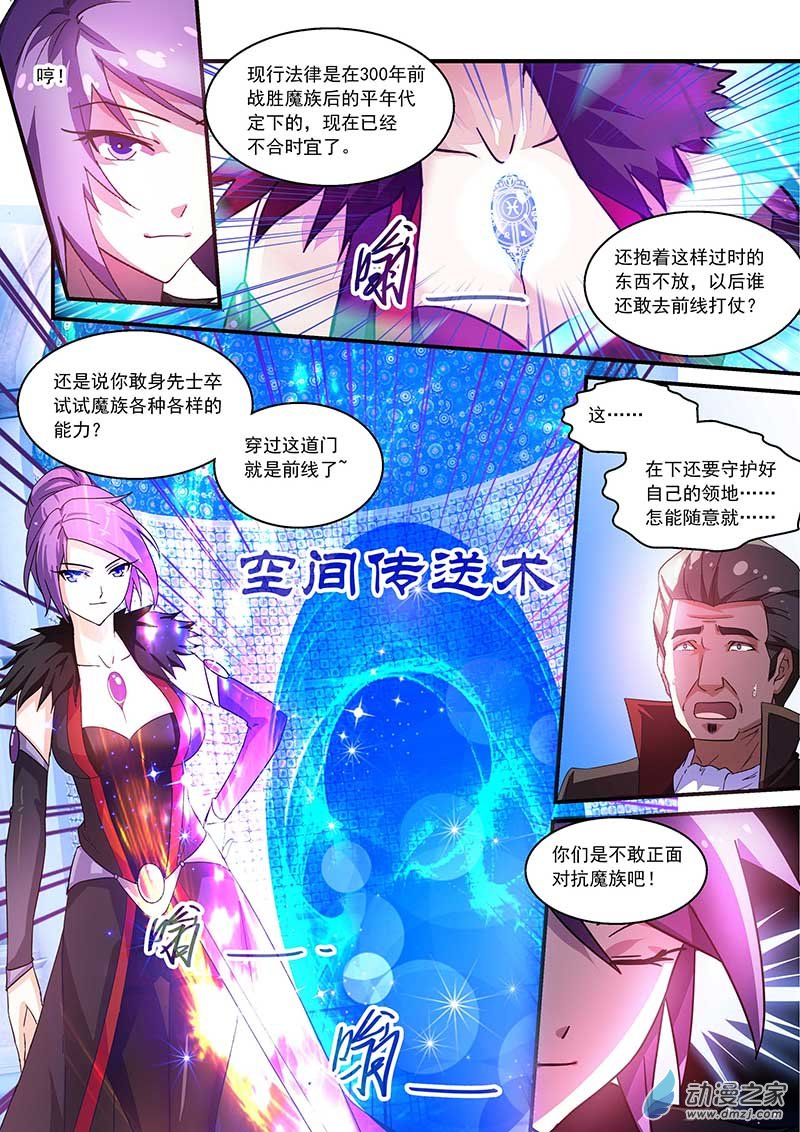 哼！
现行法律是在300年前
战胜魔族后的平年代
定下的，现在已经
不合时宜了。
嗡——
还抱着这样过时的
东西不放，以后谁
还敢去前线打仗？
还是说你敢身先士卒
试试魔族各种各样的
能力？
穿过这道门
就是前线了~
空间传送术
这……
在下还要守护好
自己的领地……
怎能随意就……
你们是不敢正面
对抗魔族吧！
嗡——
嗡——
动漫之家
www.dmzj.com